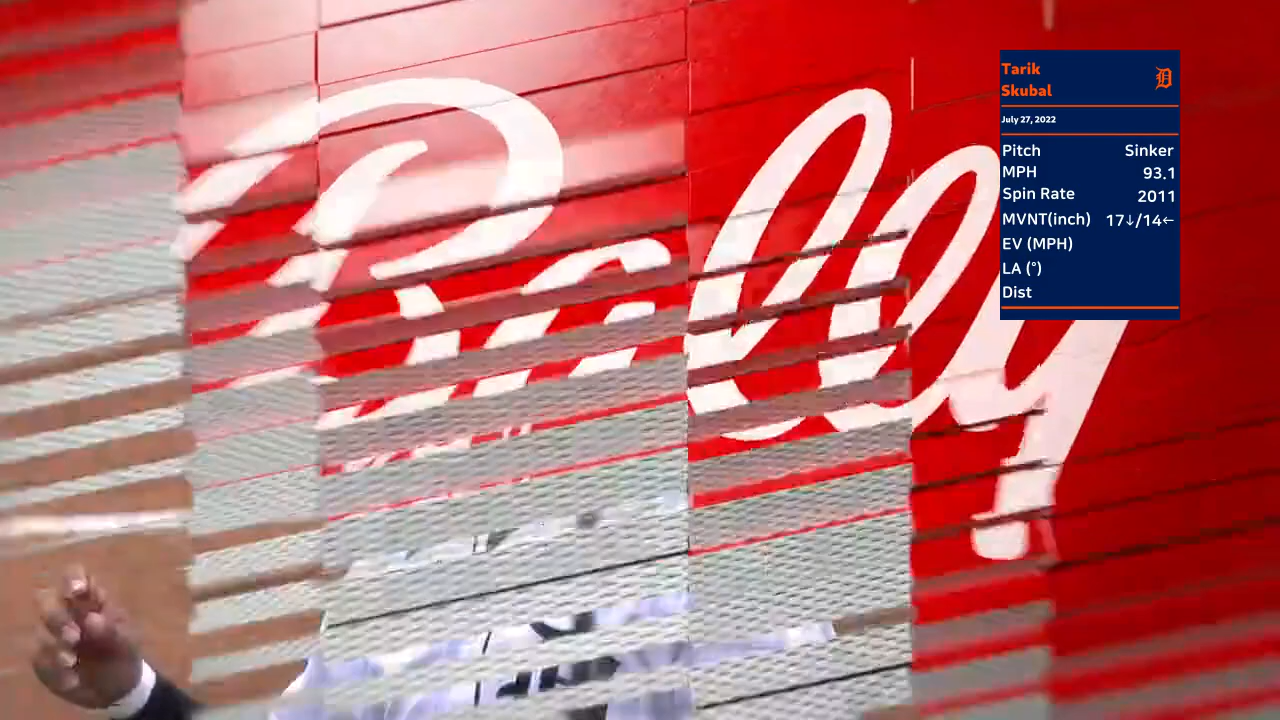 Bally
Tarik
Skubal
July 27, 2022
Pitch Sinker
MPH 93.1
Spin Rate 2011
MVNT(inch) 17↓/14←
EV (MPH)
LA (°)
Dist